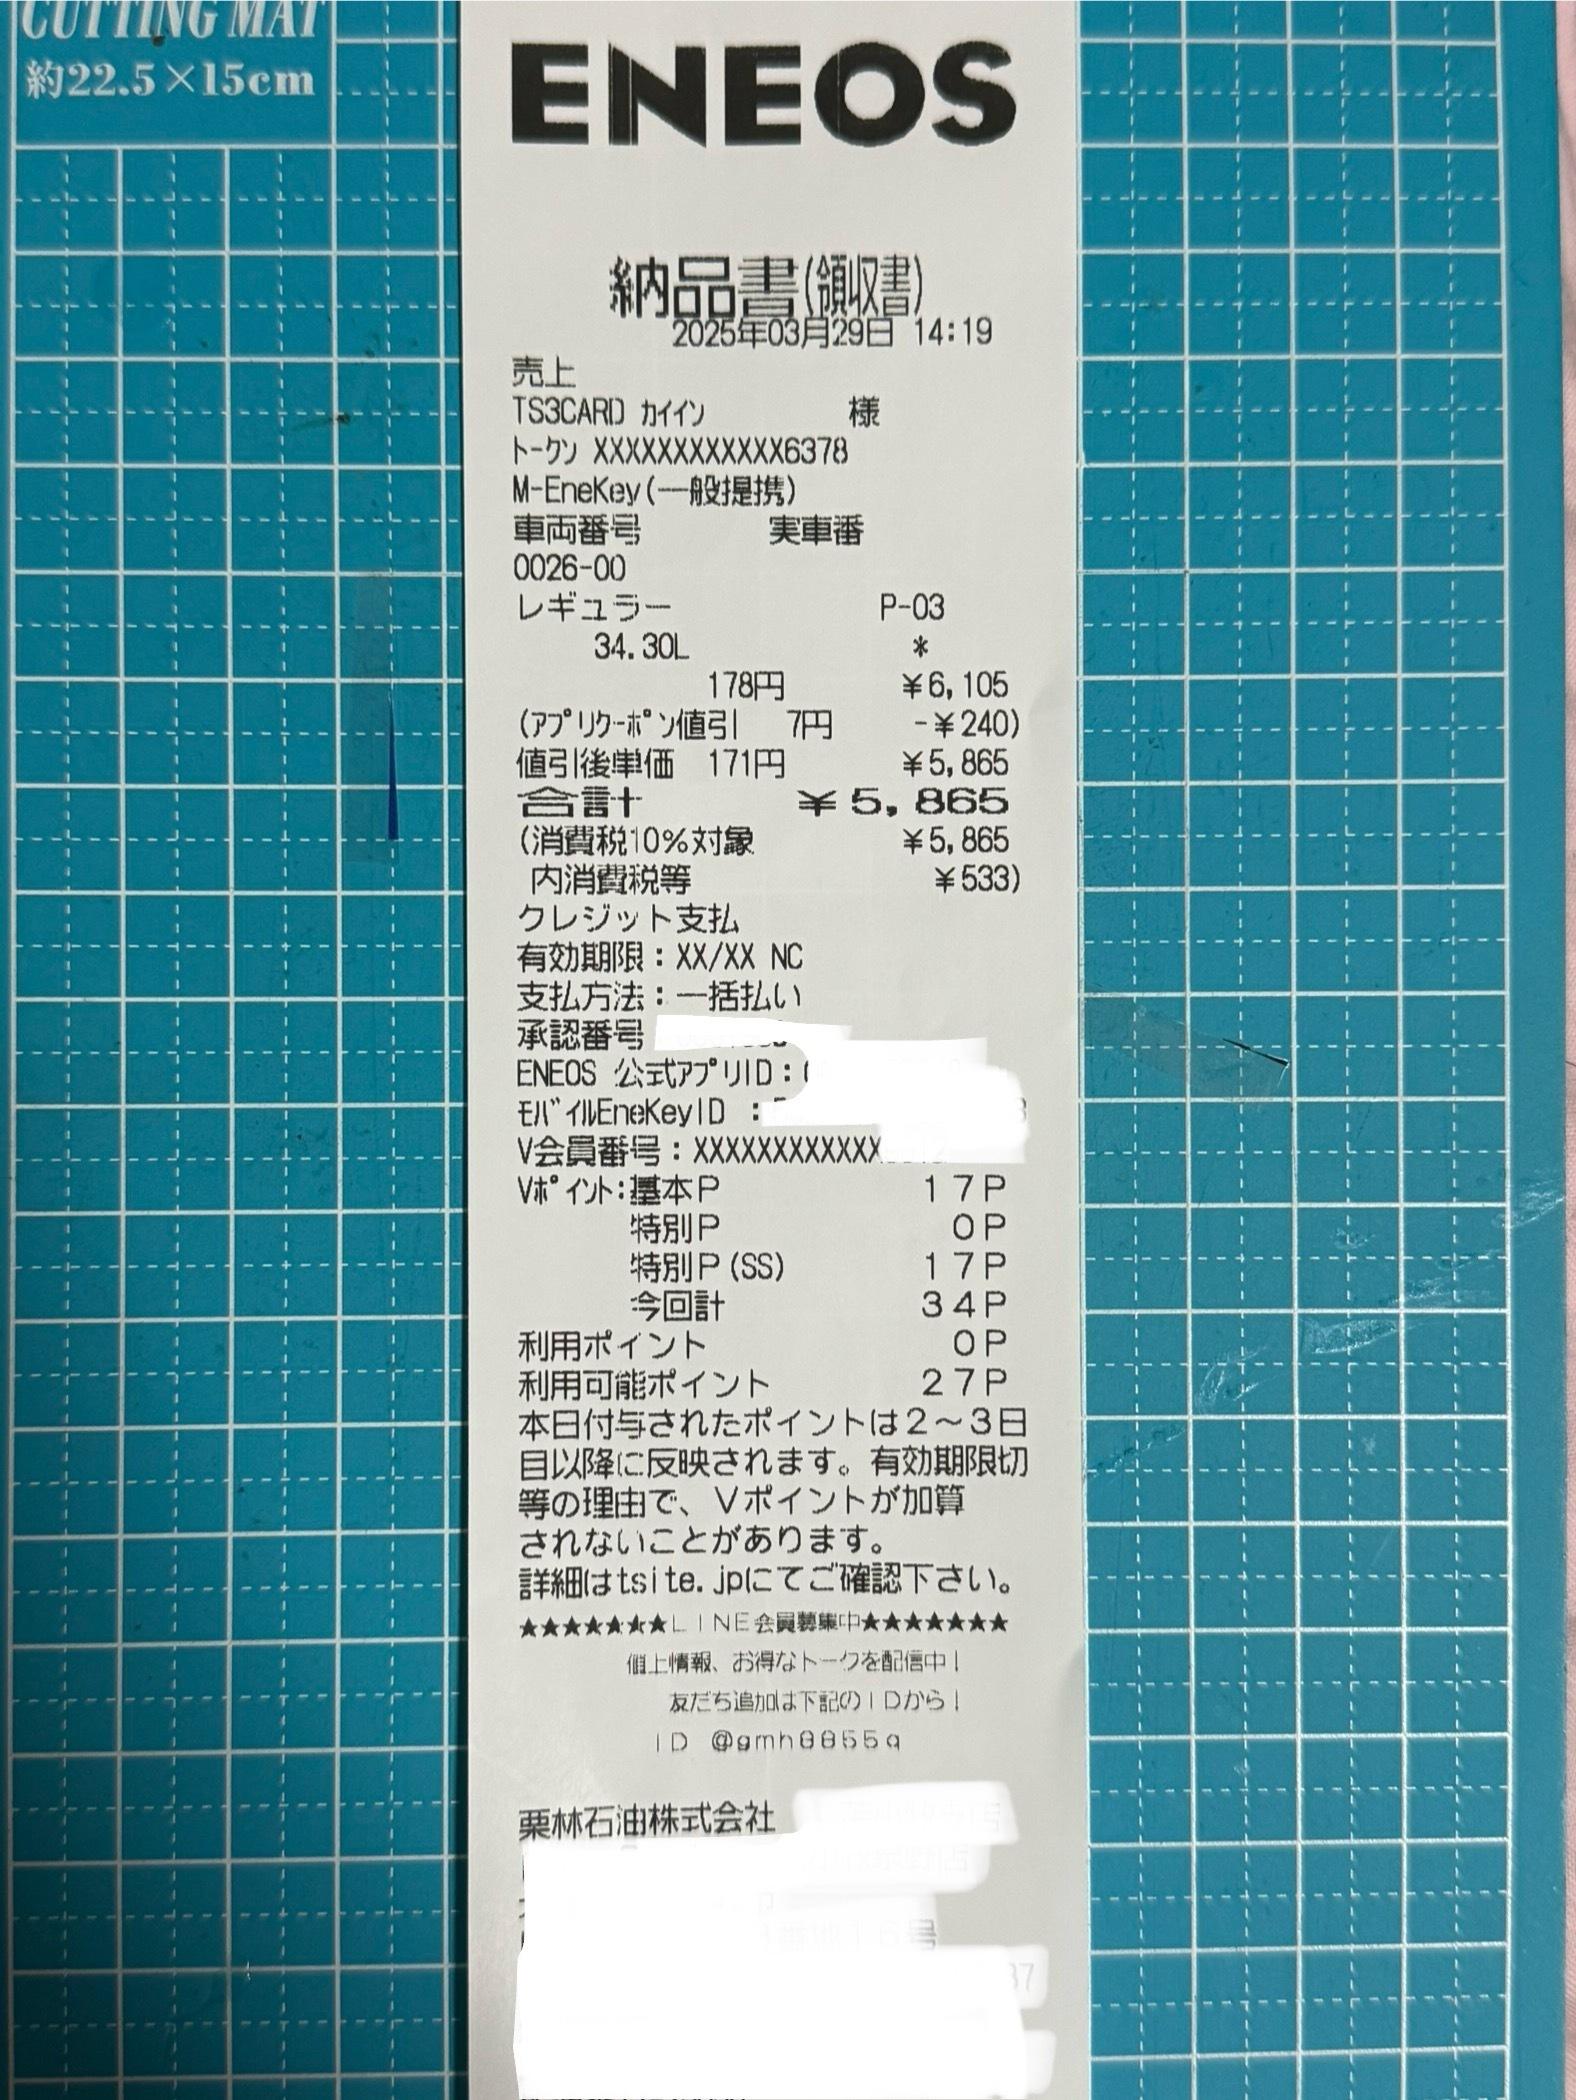 CUTTING MAT
約22.5×15cm
ENEOS
納品書(領収書)
2025年03月29日 14:19
売上
TS3CARD カイイン 様
トークン XXXXXXXXXXXX6378
M-EneKey(一般提携)
車両番号 実車番
0026-00
レギュラー P-03
34.30L *
178円 ¥6,105
(アプリクーポン値引 7円 -¥240)
値引後単価 171円 ¥5,865
合計 ¥5,865
(消費税10%対象 ¥5,865
内消費税等 ¥533)
クレジット支払
有効期限:XX/XX NC
支払方法:一括払い
承認番号
ENEOS 公式アプリID:
モバイルEneKeyID :
V会員番号:XXXXXXXXXXXX
Vポイント:基本P 17P
特別P 0P
特別P(SS) 17P
今回計 34P
利用ポイント 0P
利用可能ポイント 27P
本日付与されたポイントは2~3日
目以降に反映されます。有効期限切
等の理由で、Vポイントが加算
されないことがあります。
詳細はtsite.jpにてご確認下さい。
★★★★★★★LINE会員募集中★★★★★★★
値上情報、お得なトークを配信中!
友だち追加は下記のIDから!
ID @gmh8855q
栗林石油株式会社